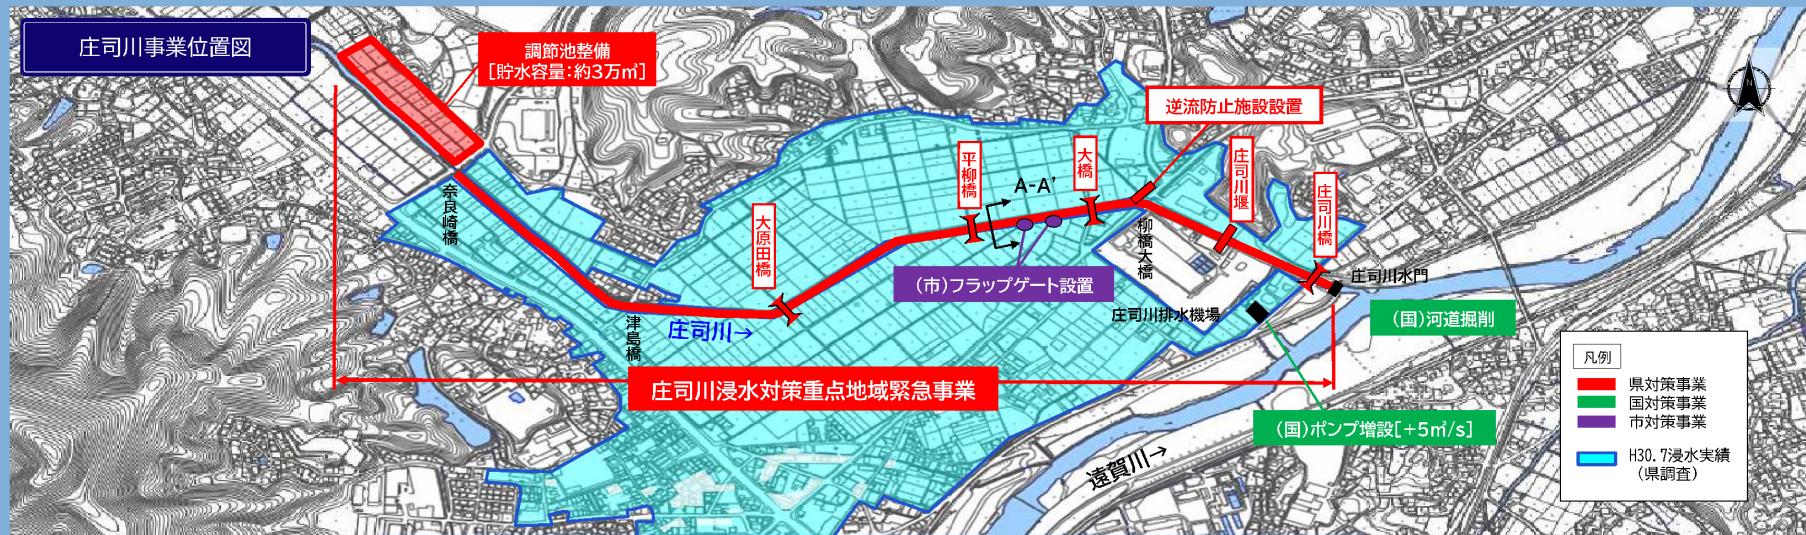 庄司川事業位置図
調節池整備
[貯水容量：約3万㎥]
逆流防止施設設置
平柳橋
大橋
庄司川堰
庄司川橋
A-A’
奈良崎橋
大原田橋
柳橋大橋
庄司川水門
(市)フラップゲート設置
庄司川排水機場
(国)河道掘削
津島橋
庄司川→
庄司川浸水対策重点地域緊急事業
(国)ポンプ増設[+5㎥/s]
遠賀川→
凡例
県対策事業
国対策事業
市対策事業
H30.7浸水実績
(県調査)